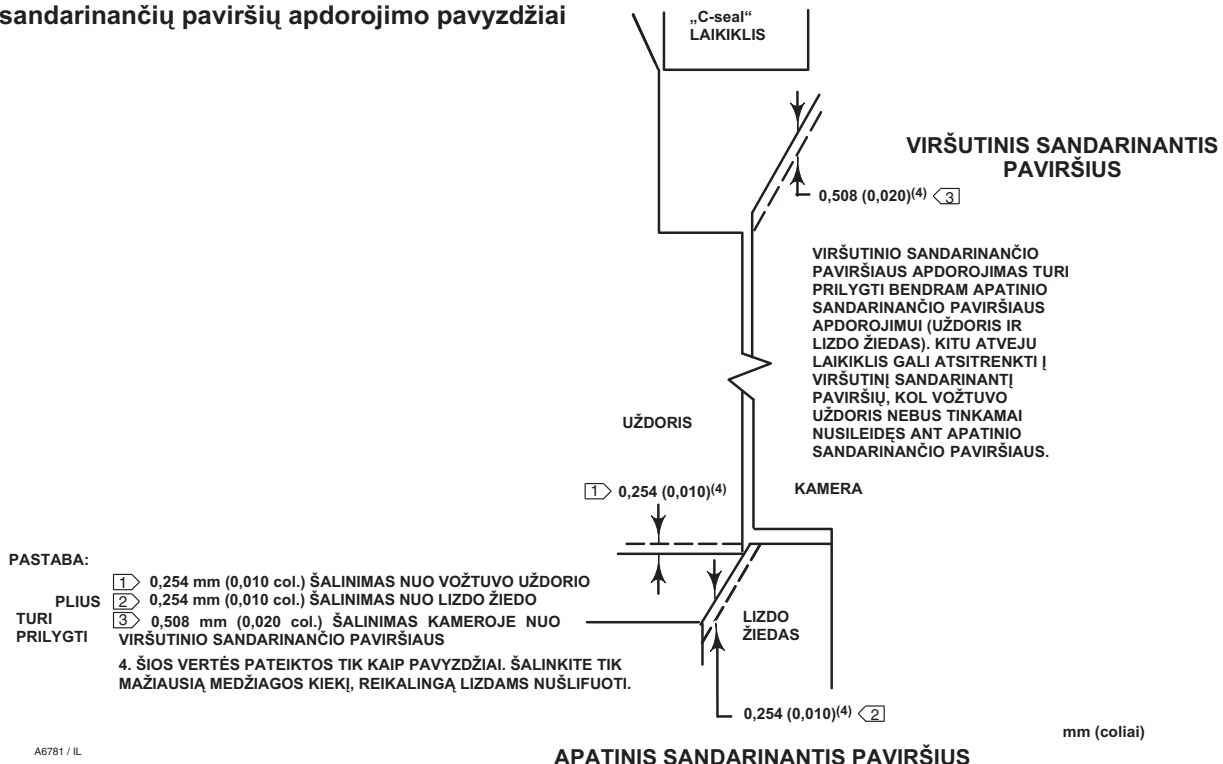 sandarinančių paviršių apdorojimo pavyzdžiai
„C-seal“
LAIKIKLIS
VIRŠUTINIS SANDARINANTIS
PAVIRŠIUS
0,508 (0,020)(4) 3
VIRŠUTINIO SANDARINANČIO
PAVIRŠIAUS APDOROJIMAS TURI
PRILYGTI BENDRAM APATINIO
SANDARINANČIO PAVIRŠIAUS
APDOROJIMUI (UŽDORIS IR
LIZDO ŽIEDAS). KITU ATVEJU
LAIKIKLIS GALI ATSITRENKTI Į
VIRŠUTINĮ SANDARINANTĮ
PAVIRŠIŲ, KOL VOŽTUVO
UŽDORIS NEBUS TINKAMAI
NUSILEIDĘS ANT APATINIO
SANDARINANČIO PAVIRŠIAUS.
UŽDORIS
1 0,254 (0,010)(4)
KAMERA
PASTABA:
1 0,254 mm (0,010 col.) ŠALINIMAS NUO VOŽTUVO UŽDORIO
PLIUS 2 0,254 mm (0,010 col.) ŠALINIMAS NUO LIZDO ŽIEDO
TURI
PRILYGTI
3 0,508 mm (0,020 col.) ŠALINIMAS KAMEROJE NUO
VIRŠUTINIO SANDARINANČIO PAVIRŠIAUS
4. ŠIOS VERTĖS PATEIKTOS TIK KAIP PAVYZDŽIAI. ŠALINKITE TIK
MAŽIAUSIĄ MEDŽIAGOS KIEKĮ, REIKALINGĄ LIZDAMS NUŠLIFUOTI.
LIZDO
ŽIEDAS
0,254 (0,010)(4) 2
mm (coliai)
A6781 / IL
APATINIS SANDARINANTIS PAVIRŠIUS